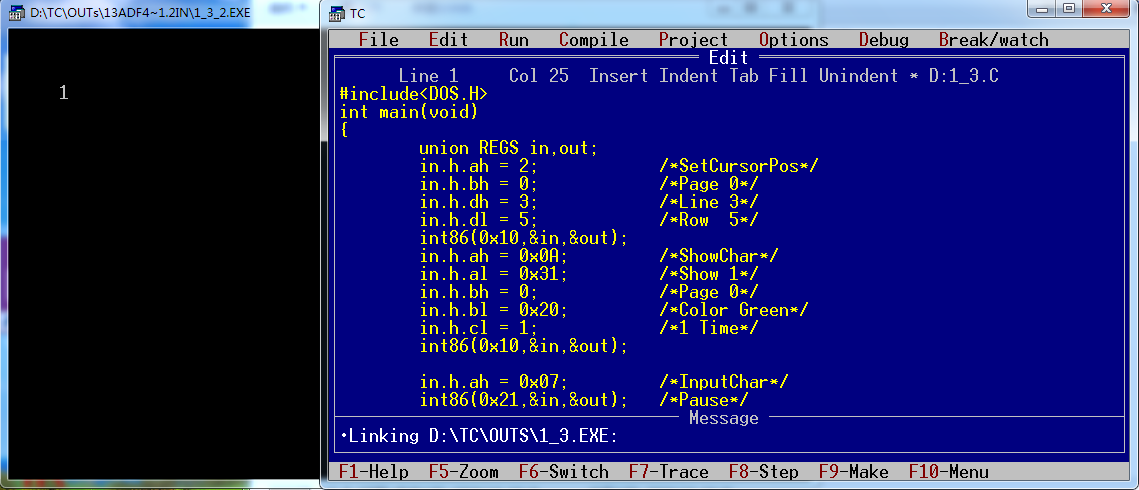 D:\TC\OUTs\13ADF4~1.2IN\1_3_2.EXE
1
TC
File Edit Run Compile Project Options Debug Break/watch
Edit
Line 1 Col 25 Insert Indent Tab Fill Unindent * D:1_3.C
#include<DOS.H>
int main(void)
{
union REGS in,out;
in.h.ah = 2; /*SetCursorPos*/
in.h.bh = 0; /*Page 0*/
in.h.dh = 3; /*Line 3*/
in.h.dl = 5; /*Row  5*/
int86(0x10,&in,&out);
in.h.ah = 0x0A; /*ShowChar*/
in.h.al = 0x31; /*Show 1*/
in.h.bh = 0; /*Page 0*/
in.h.bl = 0x20; /*Color Green*/
in.h.cl = 1; /*1 Time*/
int86(0x10,&in,&out);
in.h.ah = 0x07; /*InputChar*/
int86(0x21,&in,&out); /*Pause*/
Message
•Linking D:\TC\OUTS\1_3.EXE:
F1-Help F5-Zoom F6-Switch F7-Trace F8-Step F9-Make F10-Menu